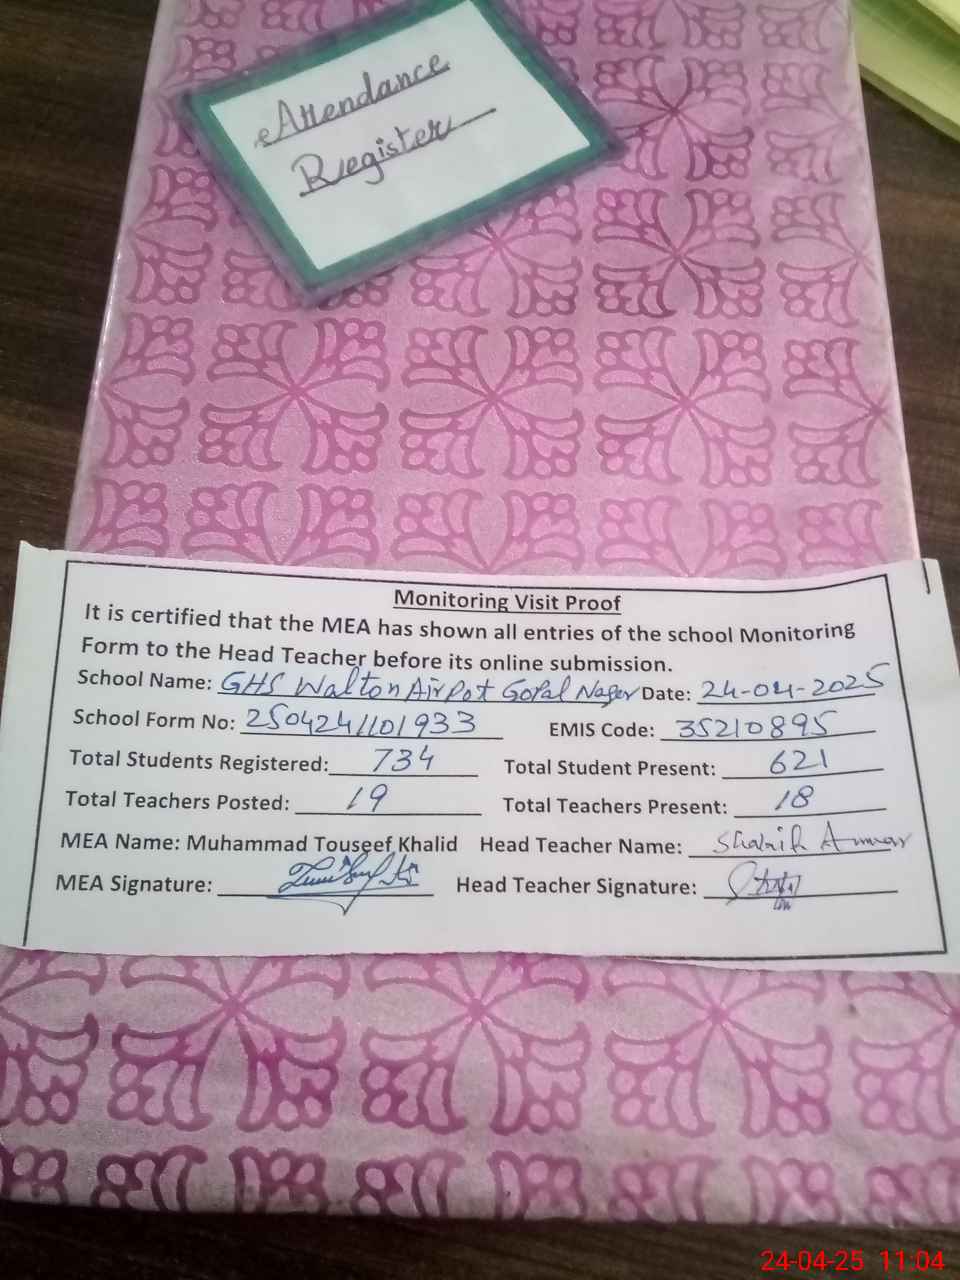 Attendance
Register
Monitoring Visit Proof
It is certified that the MEA has shown all entries of the school Monitoring
Form to the Head Teacher before its online submission.
School Name: GHS Walton Airpot Gopal Nager Date: 24-04-2025
School Form No: 2504241101933 EMIS Code: 35210895
Total Students Registered: 734 Total Student Present: 621
Total Teachers Posted: 19 Total Teachers Present: 18
MEA Name: Muhammad Touseef Khalid Head Teacher Name:
MEA Signature: Head Teacher Signature:
24-04-25 11:04